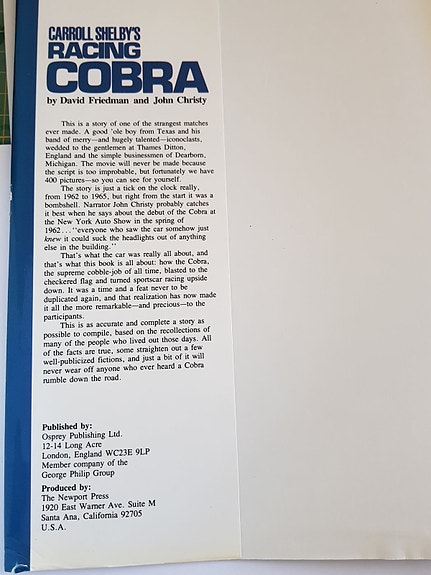 CARROLL SHELBY'S
RACING
COBRA
by David Friedman and John Christy
This is a story of one of the strangest matches
ever made. A good 'ole boy from Texas and his
band of merry—and hugely talented—iconoclasts,
wedded to the gentlemen at Thames Ditton,
England and the simple businessmen of Dearborn,
Michigan. The movie will never be made because
the script is too improbable, but fortunately we have
400 pictures—so you can see for yourself.
The story is just a tick on the clock really,
from 1962 to 1965, but right from the start it was a
bombshell. Narrator John Christy probably catches
it best when he says about the debut of the Cobra at
the New York Auto Show in the spring of
1962 . . . "everyone who saw the car somehow just
knew it could suck the headlights out of anything
else in the building."
That's what the car was really all about, and
that's what this book is all about: how the Cobra,
the supreme cobble-job of all time, blasted to the
checkered flag and turned sportscar racing upside
down. It was a time and a feat never to be
duplicated again, and that realization has now made
it all the more remarkable—and precious—to the
participants.
This is as accurate and complete a story as
possible to compile, based on the recollections of
many of the people who lived out those days. All
of the facts are true, some straighten out a few
well-publicized fictions, and just a bit of it will
never wear off anyone who ever heard a Cobra
rumble down the road.
Published by:
Osprey Publishing Ltd.
12-14 Long Acre
London, England WC23E 9LP
Member company of the
George Philip Group
Produced by:
The Newport Press
1920 East Warner Ave. Suite M
Santa Ana, California 92705
U.S.A.